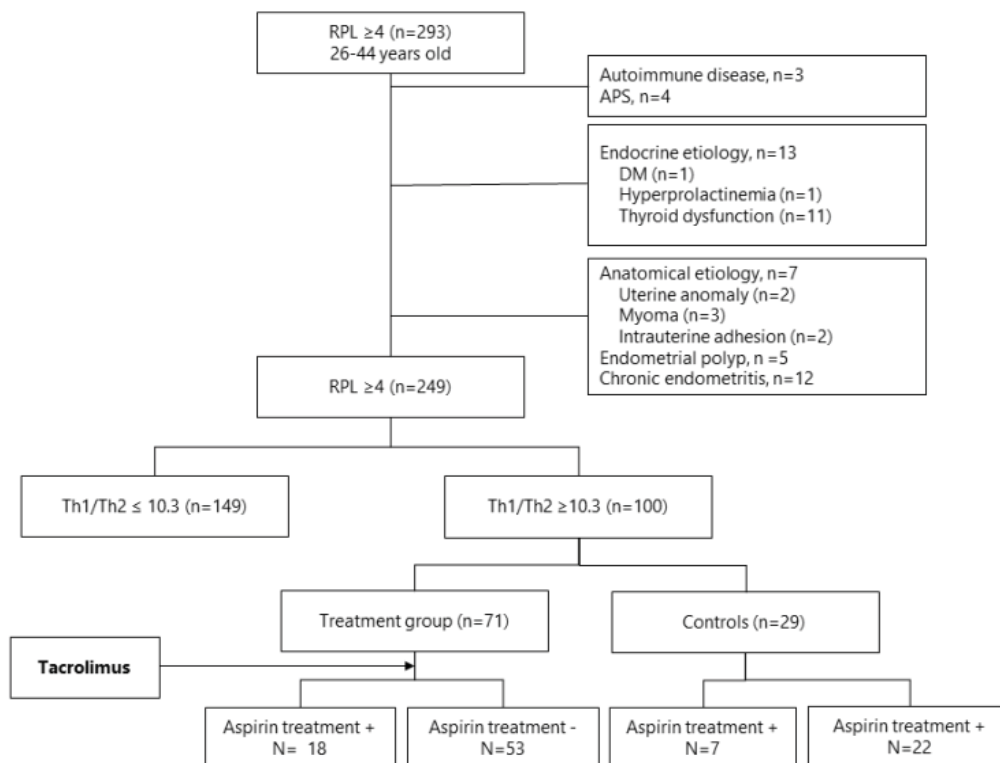 RPL ≥4 (n=293)
26-44 years old
Autoimmune disease, n=3
APS, n=4
Endocrine etiology, n=13
DM (n=1)
Hyperprolactinemia (n=1)
Thyroid dysfunction (n=11)
Anatomical etiology, n=7
Uterine anomaly (n=2)
Myoma (n=3)
Intrauterine adhesion (n=2)
Endometrial polyp, n =5
Chronic endometritis, n=12
RPL ≥4 (n=249)
Th1/Th2 ≤ 10.3 (n=149)
Th1/Th2 ≥10.3 (n=100)
Treatment group (n=71)
Controls (n=29)
Tacrolimus
Aspirin treatment +
N= 18
Aspirin treatment -
N=53
Aspirin treatment +
N=7
Aspirin treatment +
N=22